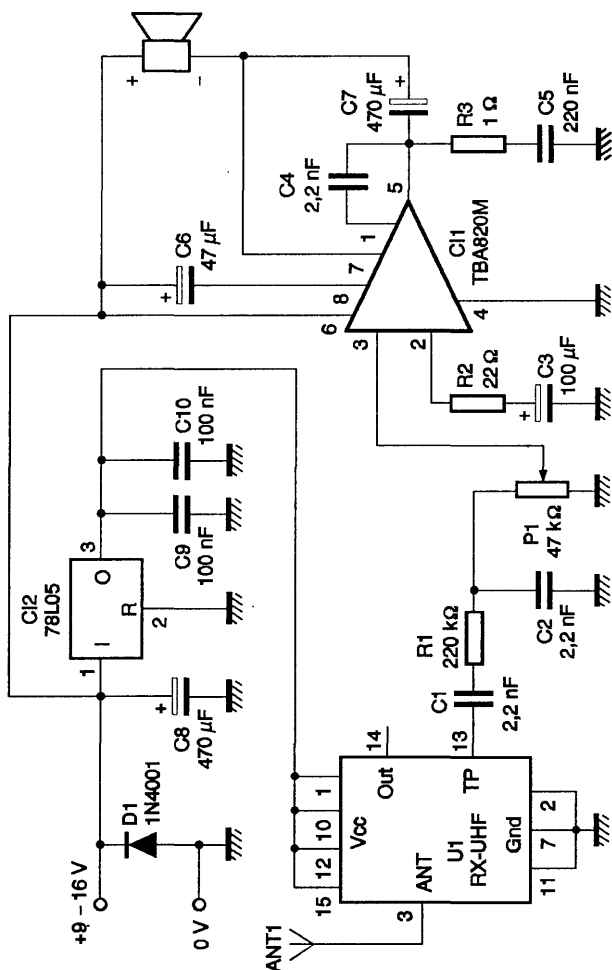 +9 – 16 V
0 V
D1
1N4001
+
C8
470 µF
CI2
78L05
1
I
R
2
O
3
C9
100 nF
C10
100 nF
+
C6
47 µF
+
–
6
8
7
1
5
3
2
4
CI1
TBA820M
C4
2,2 nF
C7
470 µF
+
R3
1 Ω
C5
220 nF
R2
22 Ω
+
C3
100 µF
P1
47 kΩ
R1
220 kΩ
C2
2,2 nF
C1
2,2 nF
ANT1
15
12
10
1
Vcc
Out
14
TP
13
3
ANT
U1
RX-UHF
Gnd
11
7
2